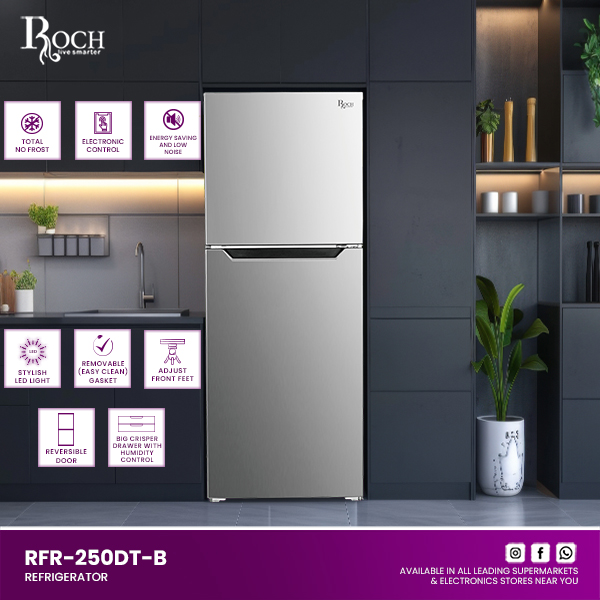 ROCH
live smarter
ROCH
TOTAL
NO FROST
ELECTRONIC
CONTROL
ENERGY SAVING
AND LOW
NOISE
LED
STYLISH
LED LIGHT
REMOVABLE
(EASY CLEAN)
GASKET
ADJUST
FRONT FEET
REVERSIBLE
DOOR
BIG CRISPER
DRAWER WITH
HUMIDITY
CONTROL
RFR-250DT-B
REFRIGERATOR
AVAILABLE IN ALL LEADING SUPERMARKETS
& ELECTRONICS STORES NEAR YOU